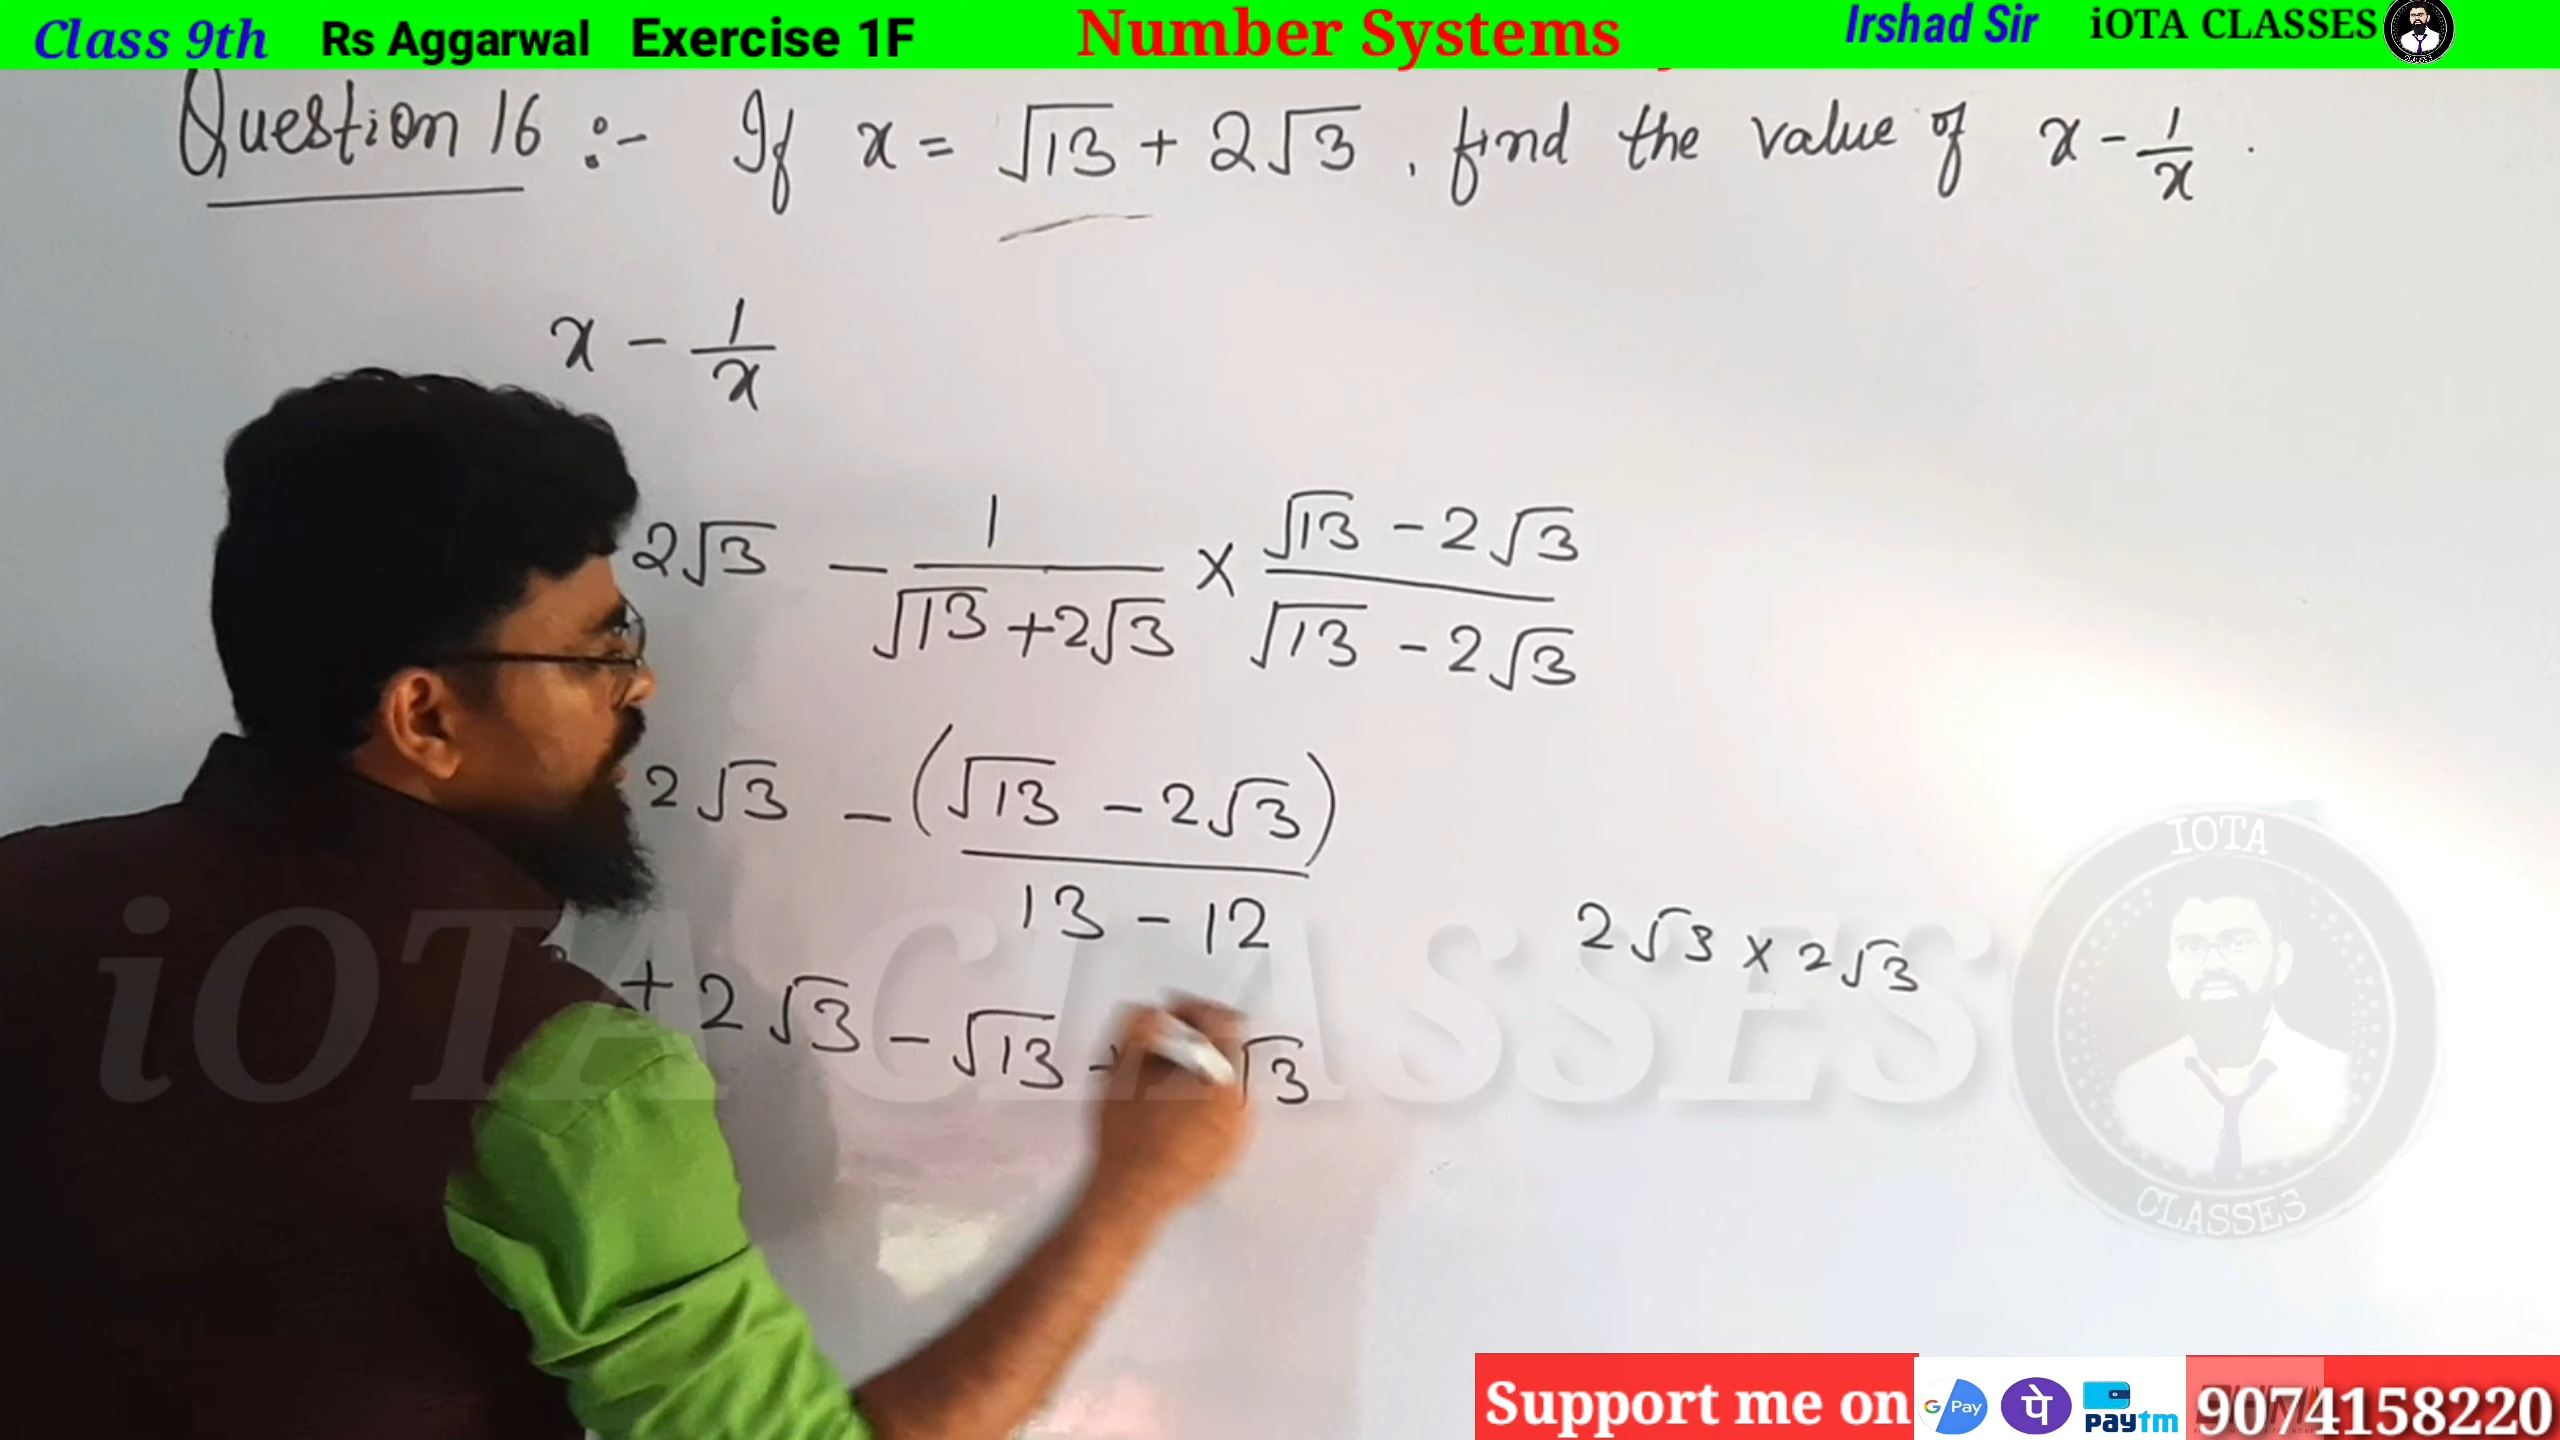 Class 9th Rs Aggarwal Exercise 1F Number Systems Irshad Sir iOTA CLASSES
Question 16 :- If x = √13 + 2√3 , find the value of x - 1/x .
x - 1/x
2√3 - 1/(√13 + 2√3) × (√13 - 2√3)/(√13 - 2√3)
2√3 - (√13 - 2√3)/(13 - 12)
2√3 × 2√3
+ 2√3 - √13 √3
iOTA CLASSES
IOTA
CLASSES
Support me on G Pay पे paytm 9074158220